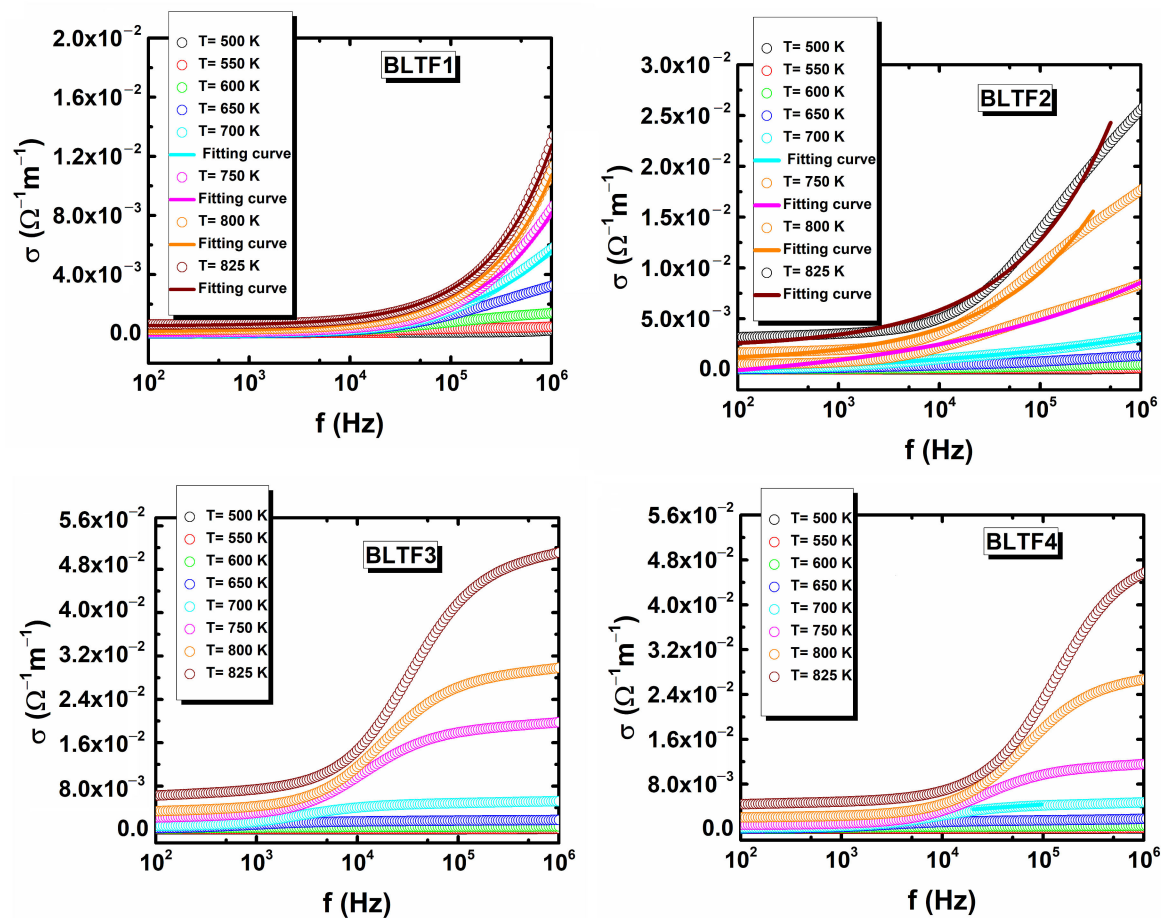 BLTF1
σ (Ω⁻¹m⁻¹)
2.0x10⁻²
1.6x10⁻²
1.2x10⁻²
8.0x10⁻³
4.0x10⁻³
0.0
T= 500 K
T= 550 K
T= 600 K
T= 650 K
T= 700 K
Fitting curve
T= 750 K
Fitting curve
T= 800 K
Fitting curve
T= 825 K
Fitting curve
10² 10³ 10⁴ 10⁵ 10⁶
f (Hz)
BLTF2
σ (Ω⁻¹m⁻¹)
3.0x10⁻²
2.5x10⁻²
2.0x10⁻²
1.5x10⁻²
1.0x10⁻²
5.0x10⁻³
0.0
T= 500 K
T= 550 K
T= 600 K
T= 650 K
T= 700 K
Fitting curve
T= 750 K
Fitting curve
T= 800 K
Fitting curve
T= 825 K
Fitting curve
10² 10³ 10⁴ 10⁵ 10⁶
f (Hz)
BLTF3
σ (Ω⁻¹m⁻¹)
5.6x10⁻²
4.8x10⁻²
4.0x10⁻²
3.2x10⁻²
2.4x10⁻²
1.6x10⁻²
8.0x10⁻³
0.0
T= 500 K
T= 550 K
T= 600 K
T= 650 K
T= 700 K
T= 750 K
T= 800 K
T= 825 K
10² 10³ 10⁴ 10⁵ 10⁶
f (Hz)
BLTF4
σ (Ω⁻¹m⁻¹)
5.6x10⁻²
4.8x10⁻²
4.0x10⁻²
3.2x10⁻²
2.4x10⁻²
1.6x10⁻²
8.0x10⁻³
0.0
T= 500 K
T= 550 K
T= 600 K
T= 650 K
T= 700 K
T= 750 K
T= 800 K
T= 825 K
10² 10³ 10⁴ 10⁵ 10⁶
f (Hz)